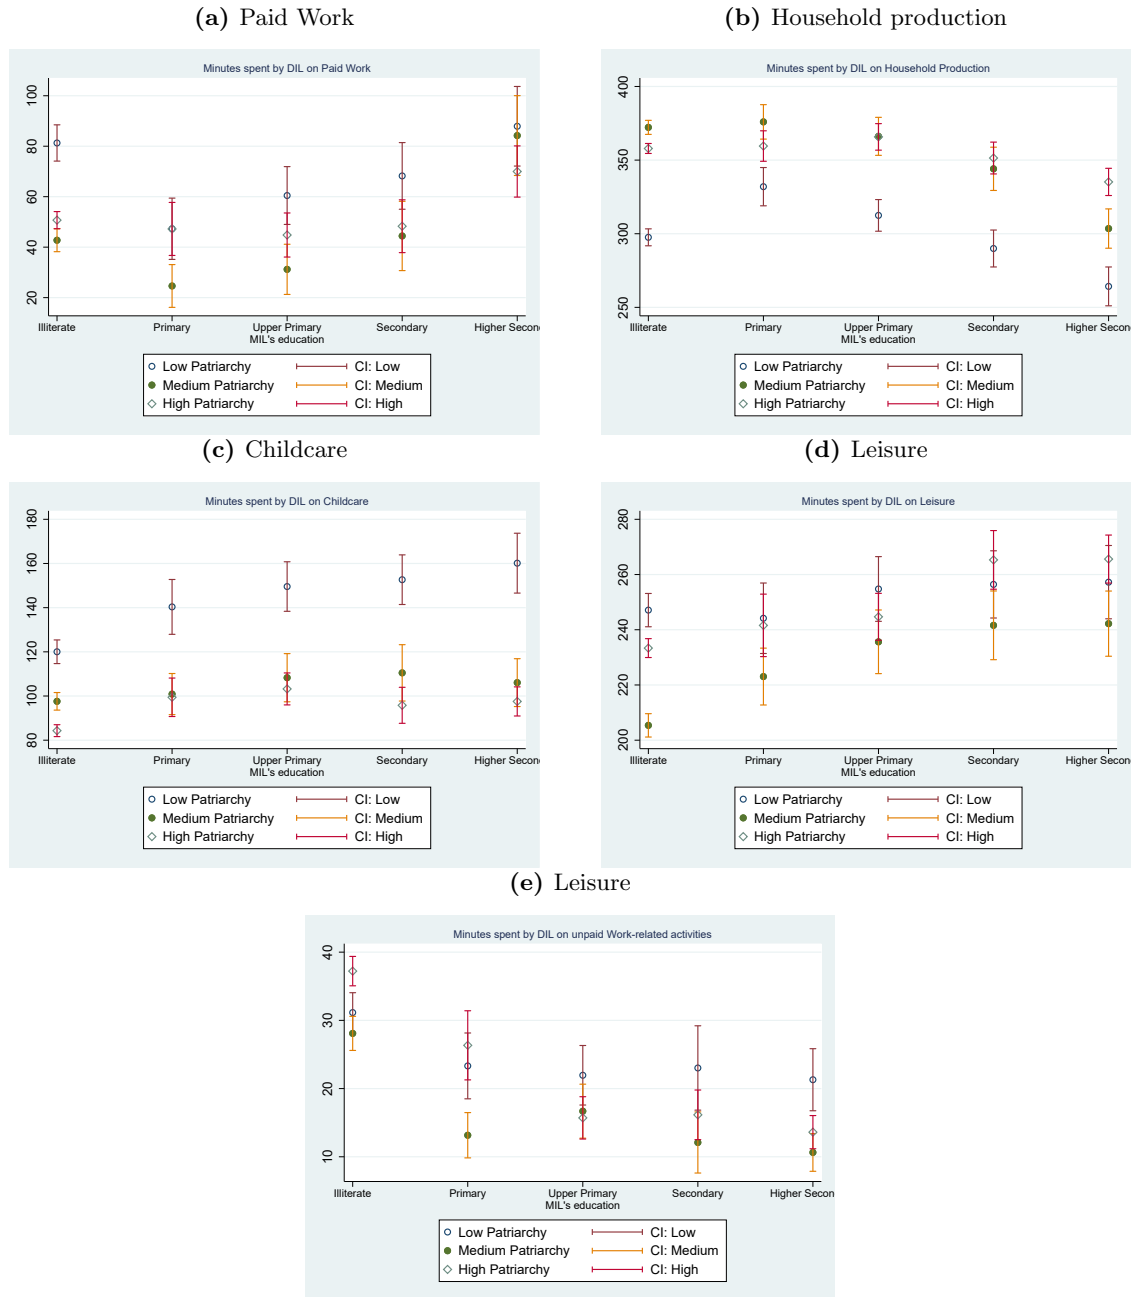 (a) Paid Work
Minutes spent by DIL on Paid Work
100
80
60
40
20
Illiterate Primary Upper Primary Secondary Higher Secon
MIL's education
Low Patriarchy CI: Low
Medium Patriarchy CI: Medium
High Patriarchy CI: High
(b) Household production
Minutes spent by DIL on Household Production
400
350
300
250
Illiterate Primary Upper Primary Secondary Higher Secon
MIL's education
Low Patriarchy CI: Low
Medium Patriarchy CI: Medium
High Patriarchy CI: High
(c) Childcare
Minutes spent by DIL on Childcare
180
160
140
120
100
80
Illiterate Primary Upper Primary Secondary Higher Secon
MIL's education
Low Patriarchy CI: Low
Medium Patriarchy CI: Medium
High Patriarchy CI: High
(d) Leisure
Minutes spent by DIL on Leisure
280
260
240
220
200
Illiterate Primary Upper Primary Secondary Higher Secon
MIL's education
Low Patriarchy CI: Low
Medium Patriarchy CI: Medium
High Patriarchy CI: High
(e) Leisure
Minutes spent by DIL on unpaid Work-related activities
40
30
20
10
Illiterate Primary Upper Primary Secondary Higher Secon
MIL's education
Low Patriarchy CI: Low
Medium Patriarchy CI: Medium
High Patriarchy CI: High